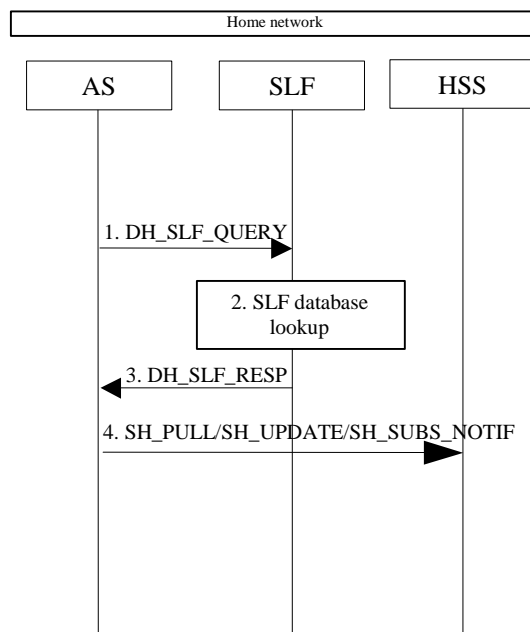 Home network
AS
SLF
HSS
1. DH_SLF_QUERY
2. SLF database
lookup
3. DH_SLF_RESP
4. SH_PULL/SH_UPDATE/SH_SUBS_NOTIF